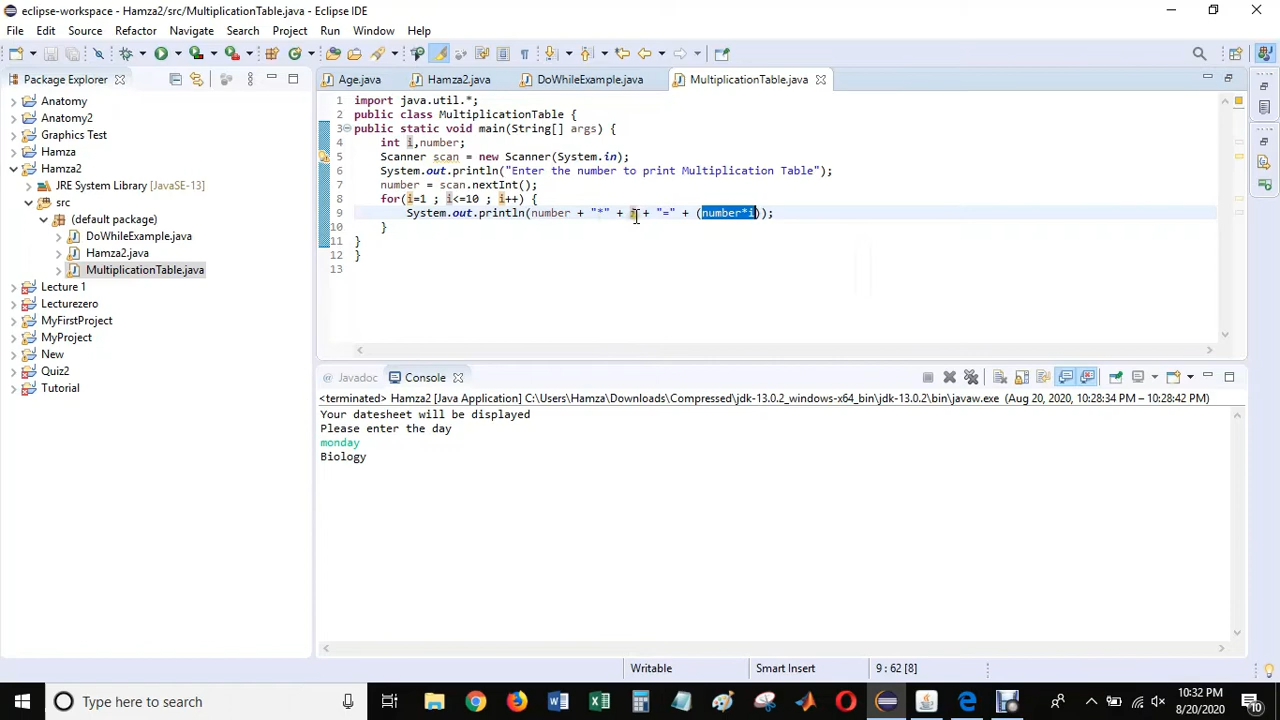 eclipse-workspace - Hamza2/src/MultiplicationTable.java - Eclipse IDE
File Edit Source Refactor Navigate Search Project Run Window Help
Package Explorer
Age.java Hamza2.java DoWhileExample.java MultiplicationTable.java
Anatomy
Anatomy2
Graphics Test
Hamza
Hamza2
JRE System Library [JavaSE-13]
src
(default package)
DoWhileExample.java
Hamza2.java
MultiplicationTable.java
Lecture 1
Lecturezero
MyFirstProject
MyProject
New
Quiz2
Tutorial
1 import java.util.*;
2 public class MultiplicationTable {
3 public static void main(String[] args) {
4 int i,number;
5 Scanner scan = new Scanner(System.in);
6 System.out.println("Enter the number to print Multiplication Table");
7 number = scan.nextInt();
8 for(i=1 ; i<=10 ; i++) {
9 System.out.println(number + "*" + i + "=" + (number*i));
10 }
11 }
12 }
13
Javadoc Console
<terminated> Hamza2 [Java Application] C:\Users\Hamza\Downloads\Compressed\jdk-13.0.2_windows-x64_bin\jdk-13.0.2\bin\javaw.exe (Aug 20, 2020, 10:28:34 PM – 10:28:42 PM)
Your datesheet will be displayed
Please enter the day
monday
Biology
Writable Smart Insert 9 : 62 [8]
Type here to search
10:32 PM
8/20/2020
10